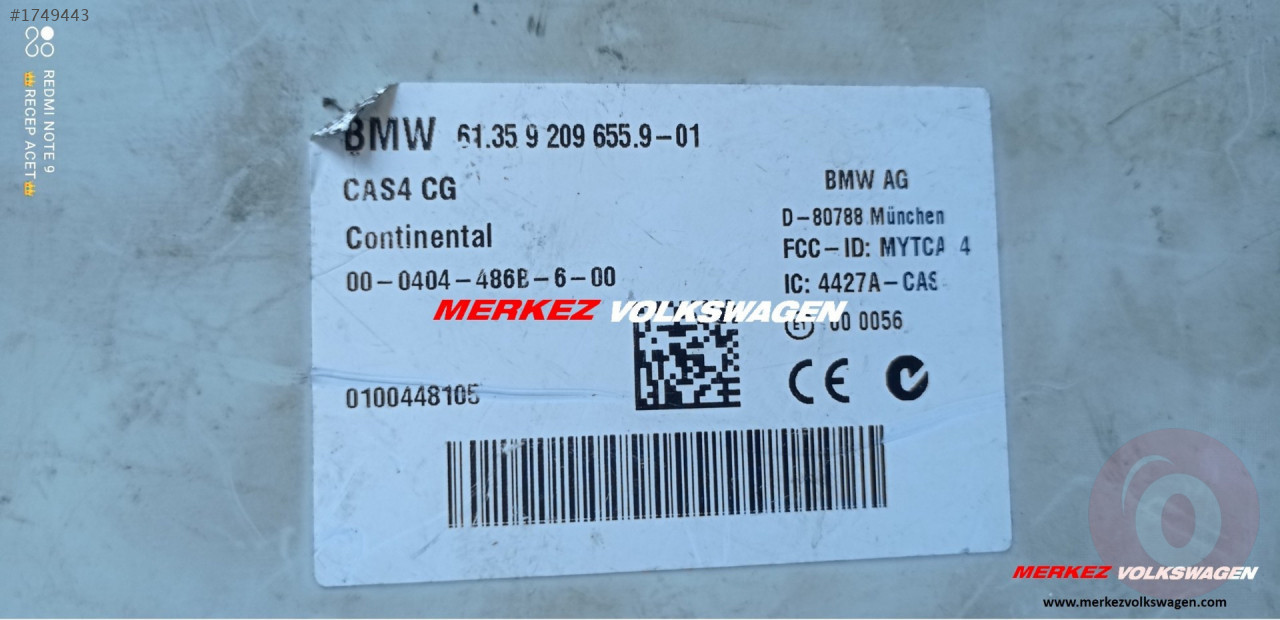 #1749443
REDMI NOTE 9
RECEP ACET
BMW 61.35 9 209 655.9-01
CAS4 CG
Continental
00-0404-486B-6-00
0100448105
BMW AG
D-80788 München
FCC-ID: MYTCA 4
IC: 4427A-CAS
E1 00 0056
CE
MERKEZ VOLKSWAGEN
MERKEZ VOLKSWAGEN
www.merkezvolkswagen.com